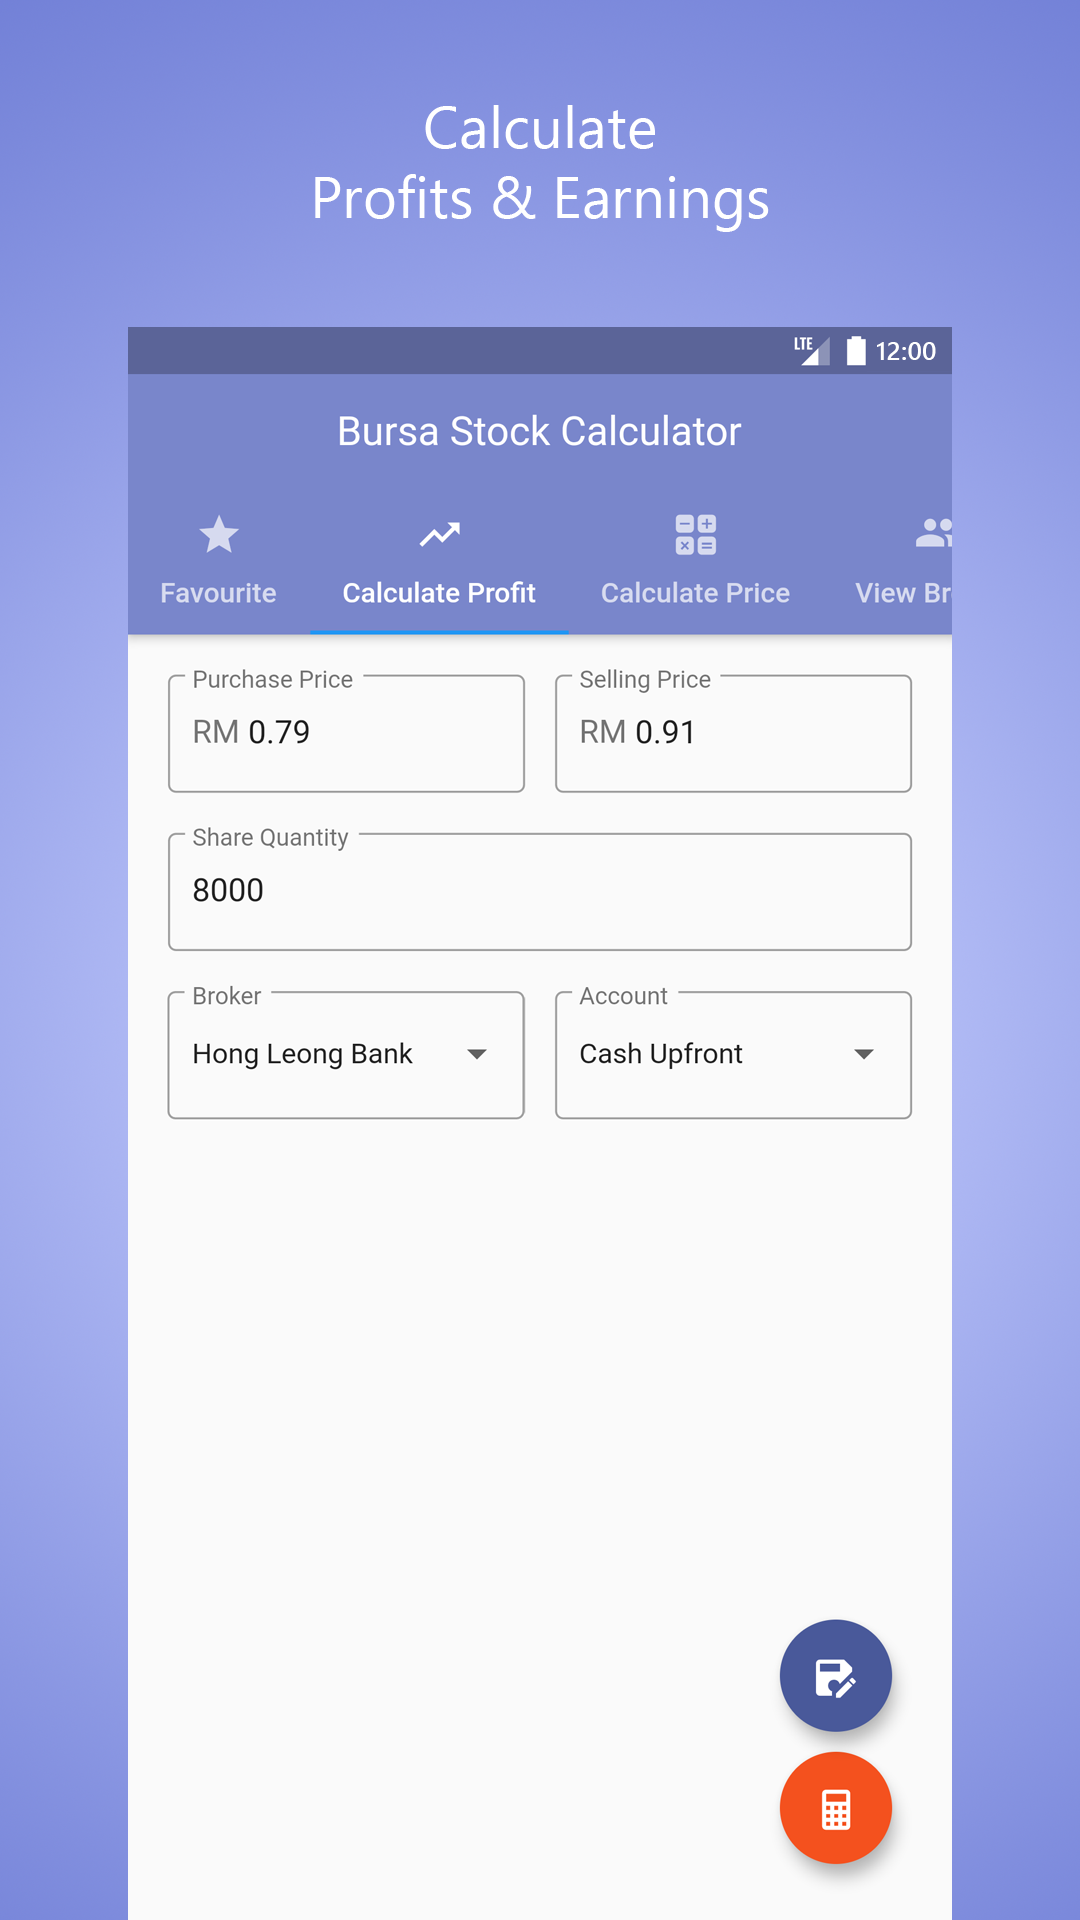 Calculate
Profits & Earnings
LTE 12:00
Bursa Stock Calculator
Favourite Calculate Profit Calculate Price View Br
Purchase Price Selling Price
RM 0.79 RM 0.91
Share Quantity
8000
Broker Account
Hong Leong Bank Cash Upfront